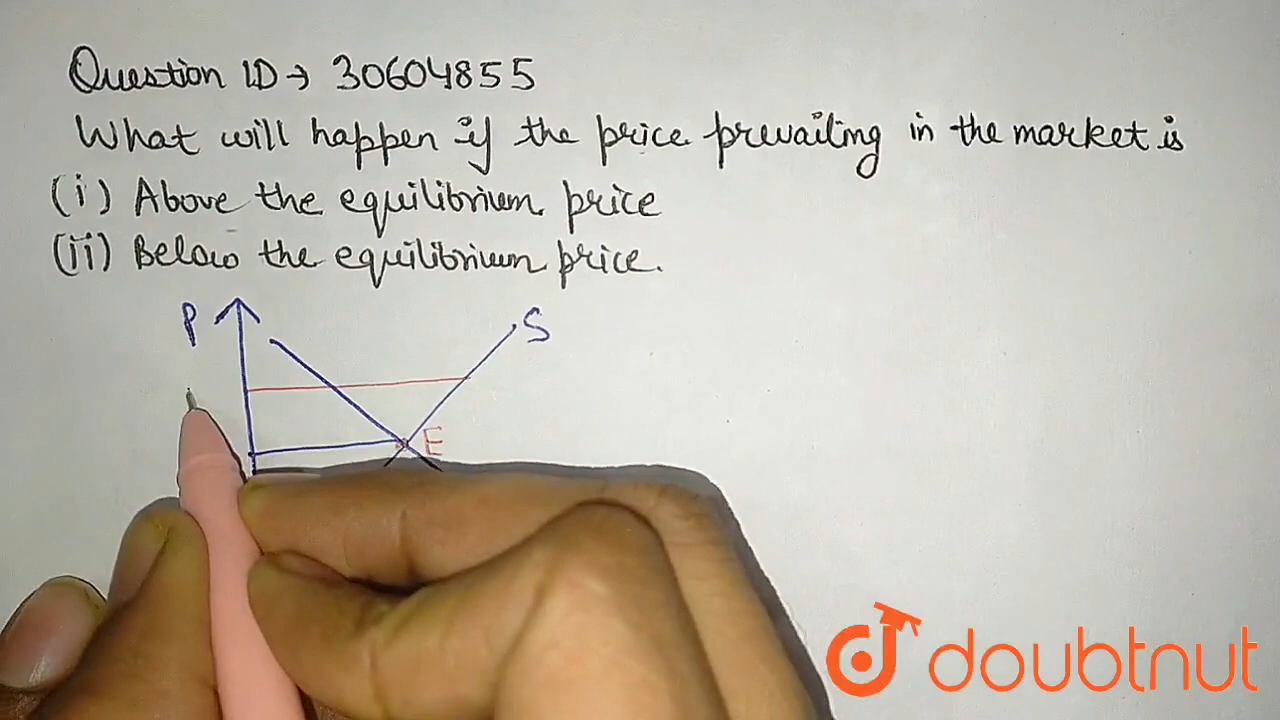 Question ID → 30604855
What will happen if the price prevailing in the market is
(i) Above the equilibrium price
(ii) Below the equilibrium price.
P
S
E
doubtnut